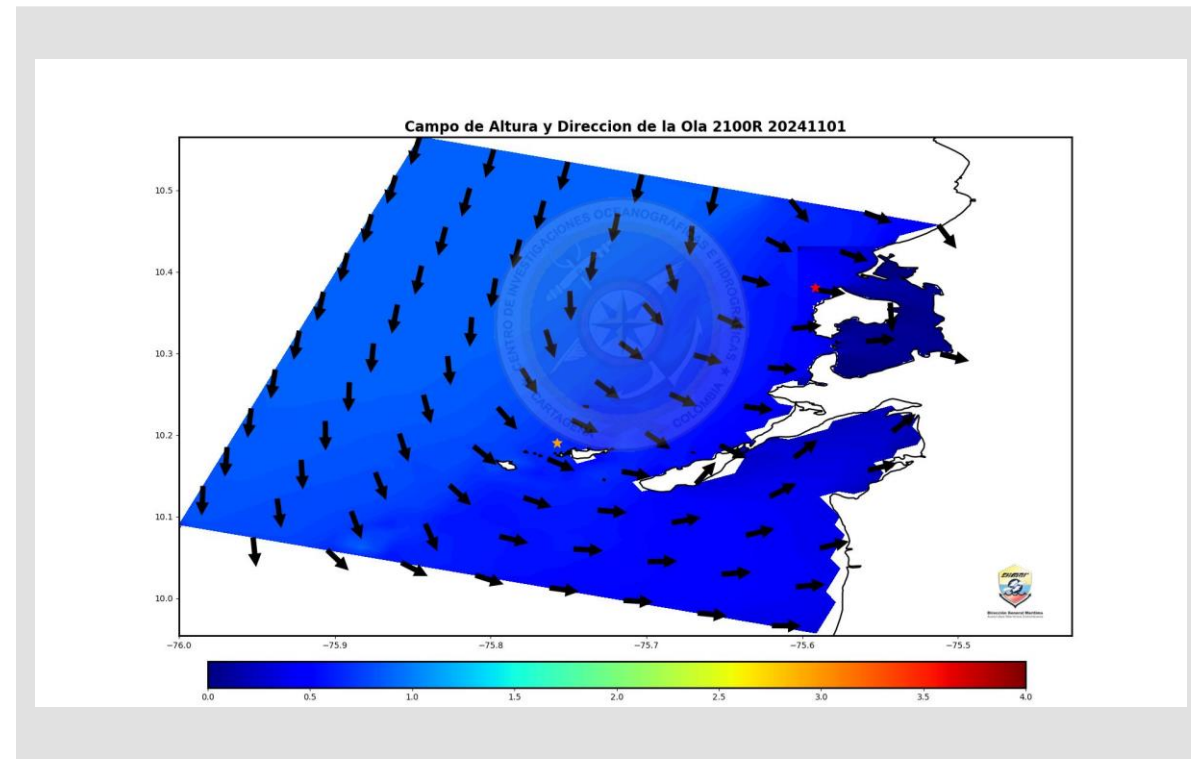 Campo de Altura y Direccion de la Ola 2100R 20241101
10.5
10.4
10.3
10.2
10.1
10.0
−76.0 −75.9 −75.8 −75.7 −75.6 −75.5
CENTRO DE INVESTIGACIONES OCEANOGRÁFICAS E HIDROGRÁFICAS
CARTAGENA COLOMBIA
DIMAR
Dirección General Marítima
0.0 0.5 1.0 1.5 2.0 2.5 3.0 3.5 4.0